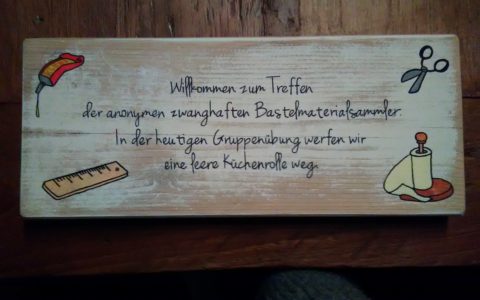 Willkommen zum Treffen
der anonymen zwanghaften Bastelmaterialsammler.
In der heutigen Gruppenübung werfen wir
eine leere Küchenrolle weg.